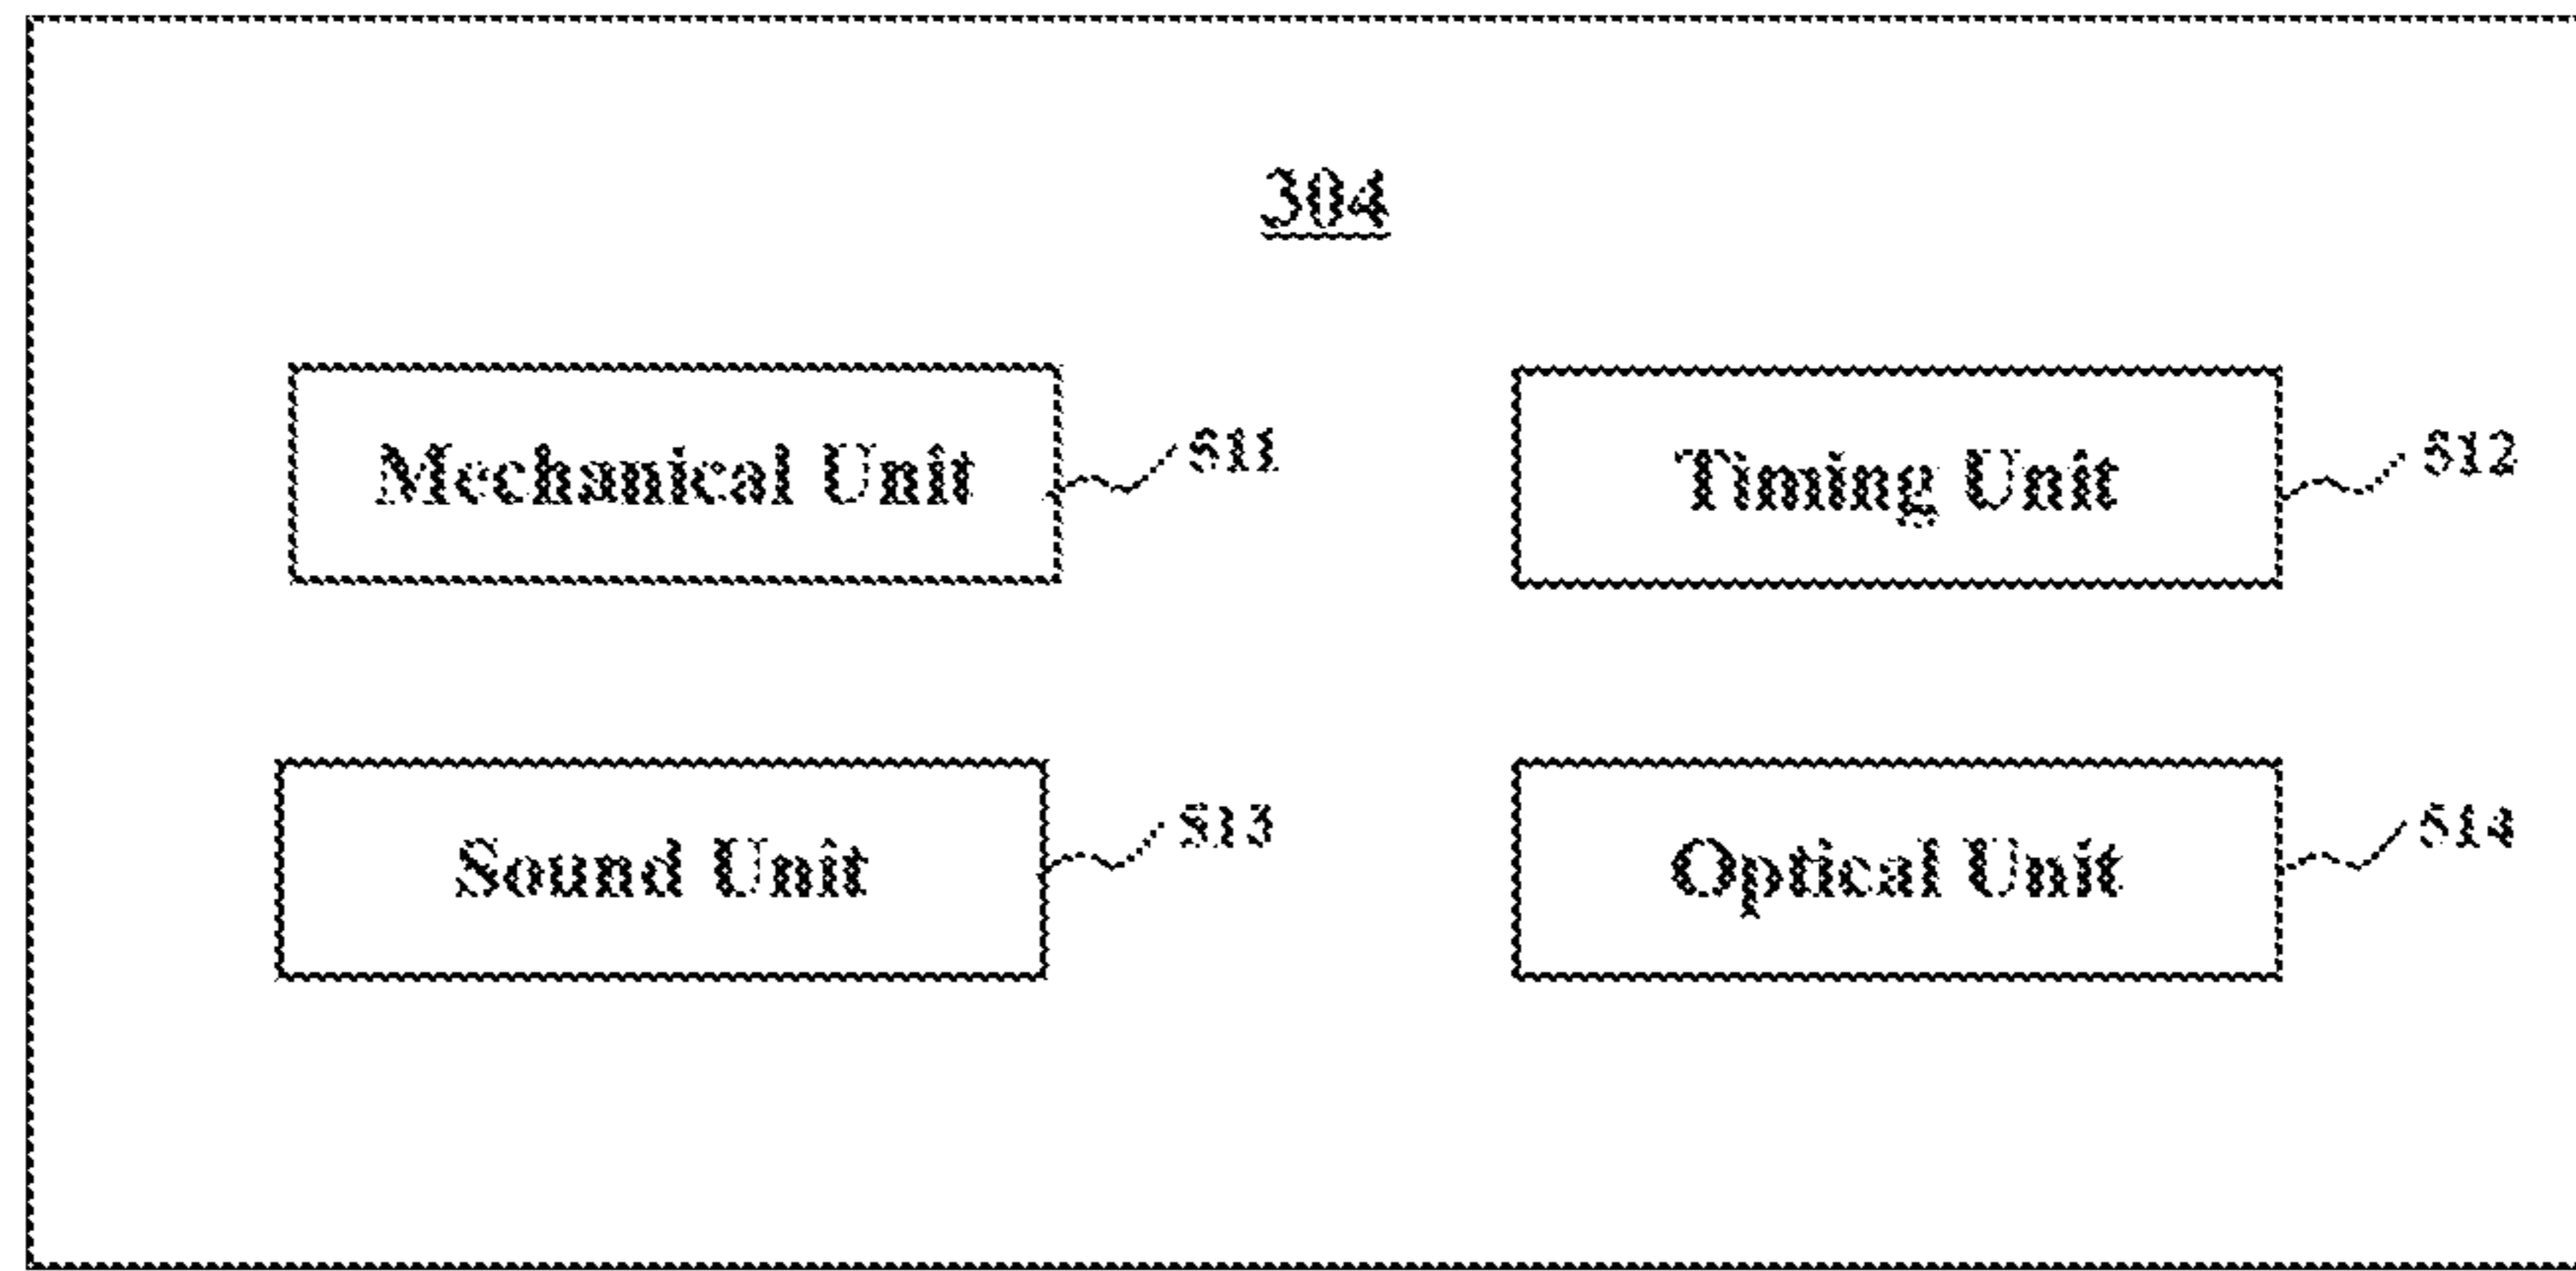 304
Mechanical Unit 511
Timing Unit 512
Sound Unit 513
Optical Unit 514